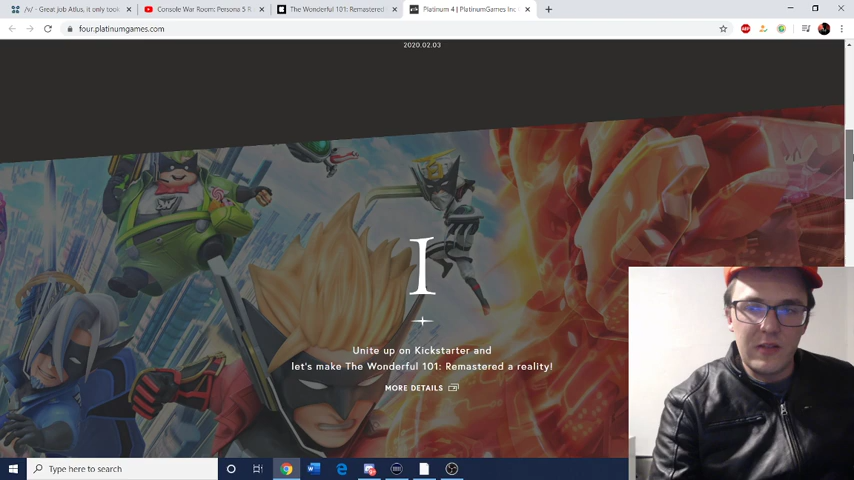 /v/ - Great job Atlus, it only took
Console War Room: Persona 5 R
The Wonderful 101: Remastered
Platinum 4 | PlatinumGames Inc
four.platinumgames.com
ABP
2020.02.03
W
I
Unite up on Kickstarter and
let's make The Wonderful 101: Remastered a reality!
MORE DETAILS
Type here to search